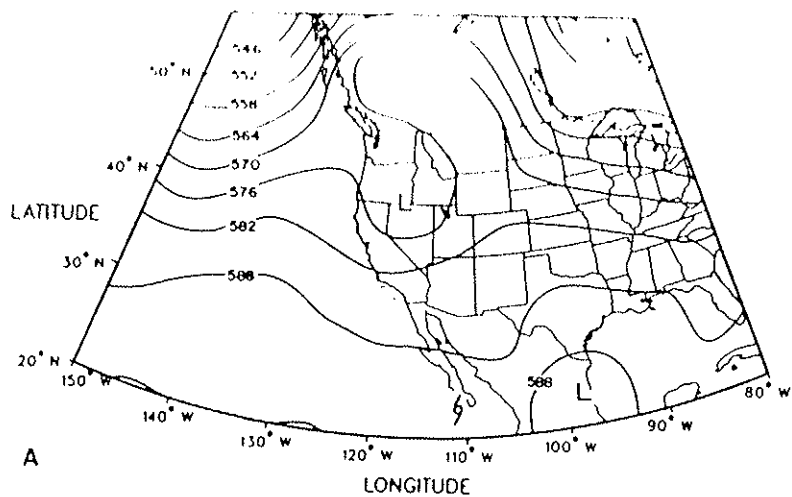 546
552
50° N
558
564
40° N
570
576
L
LATITUDE
582
30° N
588
20° N
588
L
150° W
80° W
140° W
90° W
130° W
120° W
110° W
100° W
A
LONGITUDE